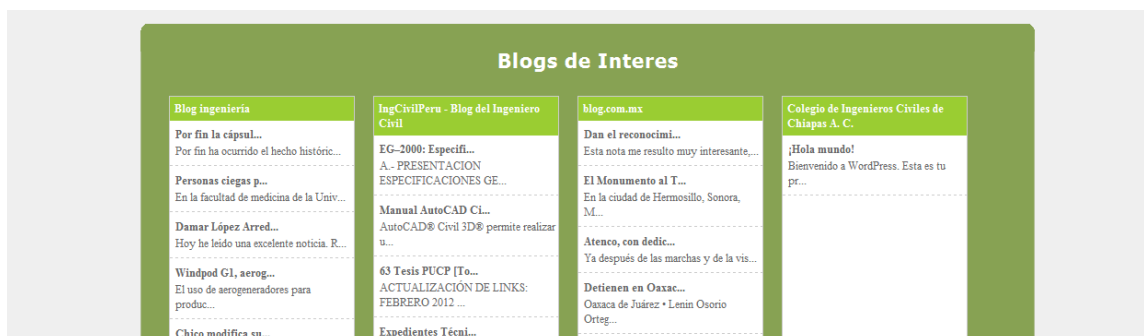 Blogs de Interes
Blog ingeniería
Por fin la cápsul...
Por fin ha ocurrido el hecho históric...
Personas ciegas p...
En la facultad de medicina de la Univ...
Damar López Arred...
Hoy he leido una excelente noticia. R...
Windpod G1, aerog...
El uso de aerogeneradores para
produc...
Chico modifica su...
IngCivilPeru - Blog del Ingeniero
Civil
EG–2000: Especifi...
A.- PRESENTACION
ESPECIFICACIONES GE...
Manual AutoCAD Ci...
AutoCAD® Civil 3D® permite realizar
u...
63 Tesis PUCP [To...
ACTUALIZACIÓN DE LINKS:
FEBRERO 2012 ...
Expedientes Técni...
blog.com.mx
Dan el reconocimi...
Esta nota me resulto muy interesante,...
El Monumento al T...
En la ciudad de Hermosillo, Sonora,
M...
Atenco, con dedic...
Ya después de las marchas y de la vis...
Detienen en Oaxac...
Oaxaca de Juárez • Lenin Osorio
Orteg...
Colegio de Ingenieros Civiles de
Chiapas A. C.
¡Hola mundo!
Bienvenido a WordPress. Esta es tu
pr...